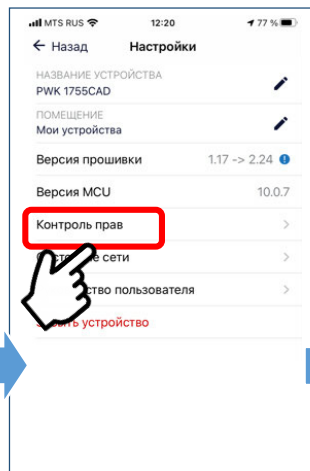 MTS RUS 12:20 77 %
← Назад Настройки
НАЗВАНИЕ УСТРОЙСТВА
PWK 1755CAD
ПОМЕЩЕНИЕ
Мои устройства
Версия прошивки 1.17 -> 2.24
Версия MCU 10.0.7
Контроль прав
сети
пользователя
устройство